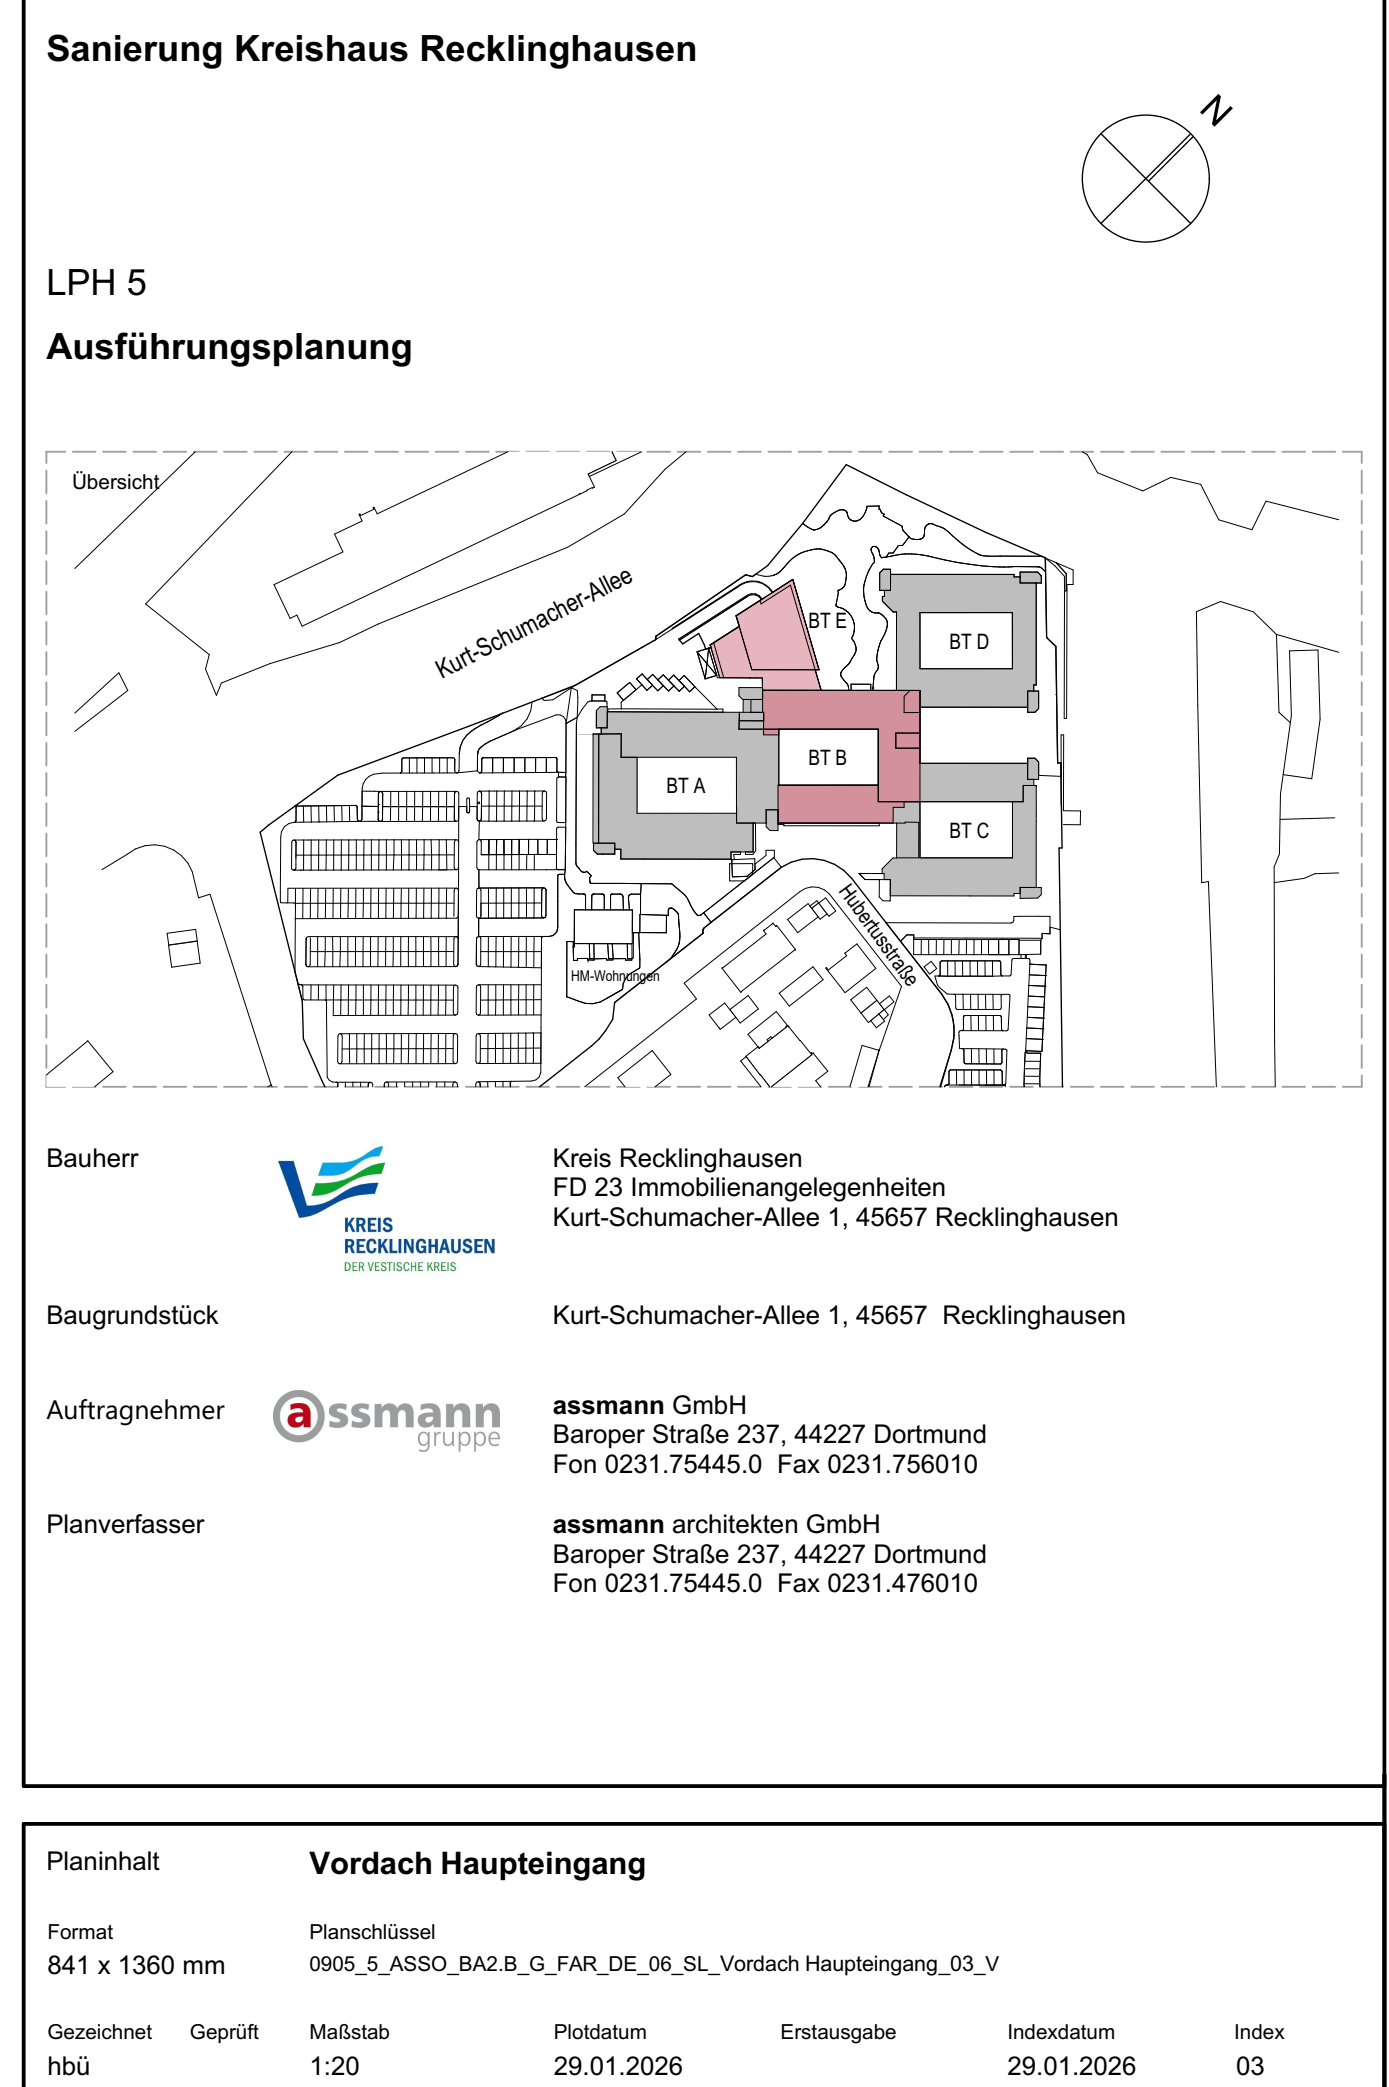 Sanierung Kreishaus Recklinghausen
N
LPH 5
Ausführungsplanung
Übersicht
Kurt-Schumacher-Allee
BT E
BT D
BT B
BT A
BT C
Hubertusstraße
HM-Wohnungen
Bauherr
KREIS
RECKLINGHAUSEN
DER VESTISCHE KREIS
Kreis Recklinghausen
FD 23 Immobilienangelegenheiten
Kurt-Schumacher-Allee 1, 45657 Recklinghausen
Baugrundstück
Kurt-Schumacher-Allee 1, 45657 Recklinghausen
Auftragnehmer
assmann
gruppe
assmann GmbH
Baroper Straße 237, 44227 Dortmund
Fon 0231.75445.0 Fax 0231.756010
Planverfasser
assmann architekten GmbH
Baroper Straße 237, 44227 Dortmund
Fon 0231.75445.0 Fax 0231.476010
Planinhalt
Vordach Haupteingang
Format
Planschlüssel
841 x 1360 mm
0905_5_ASSO_BA2.B_G_FAR_DE_06_SL_Vordach Haupteingang_03_V
Gezeichnet Geprüft Maßstab Plotdatum Erstausgabe Indexdatum Index
hbü 1:20 29.01.2026 29.01.2026 03